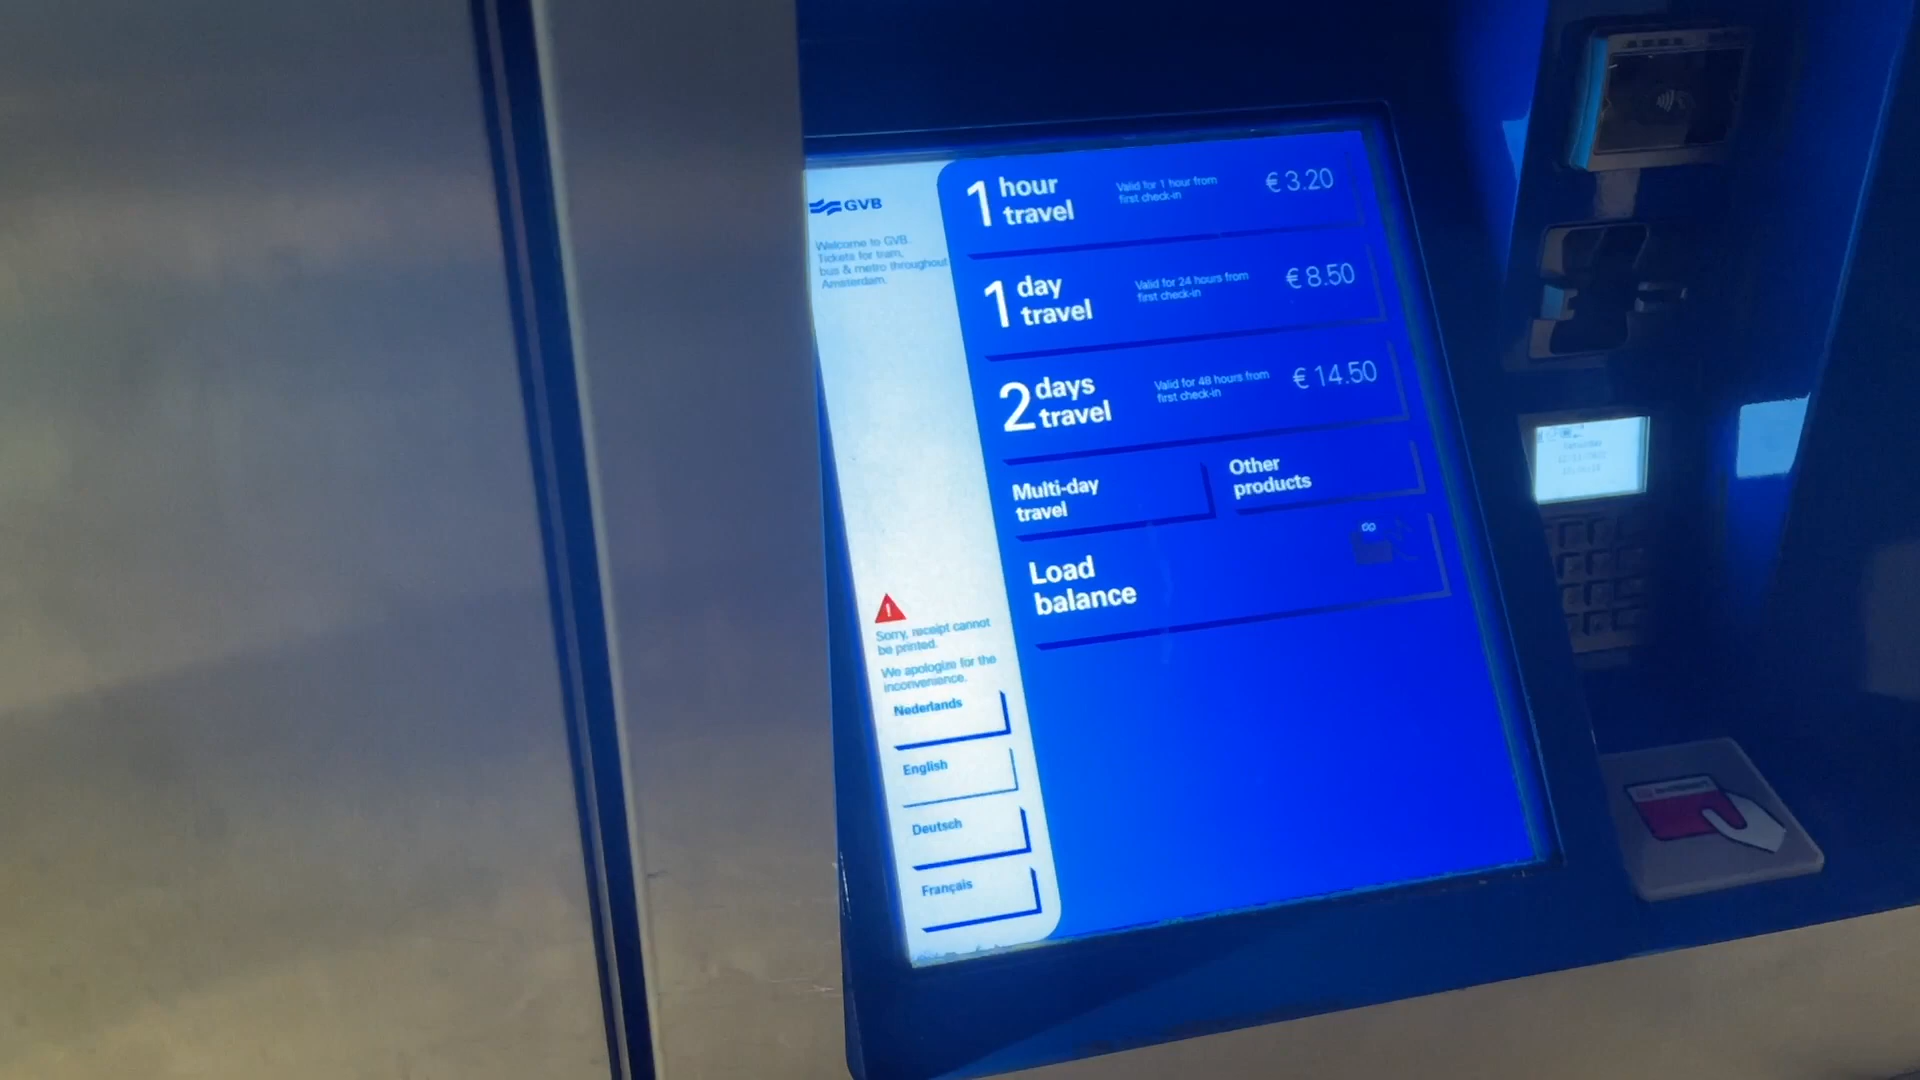 GVB
Welcome to GVB.
Tickets for tram,
bus & metro throughout
Amsterdam.
1 hour
travel
Valid for 1 hour from
first check-in
€ 3.20
1 day
travel
Valid for 24 hours from
first check-in
€ 8.50
2 days
travel
Valid for 48 hours from
first check-in
€ 14.50
Multi-day
travel
Other
products
Load
balance
Sorry, receipt cannot
be printed.
We apologize for the
inconvenience.
Nederlands
English
Deutsch
Français
Saturday